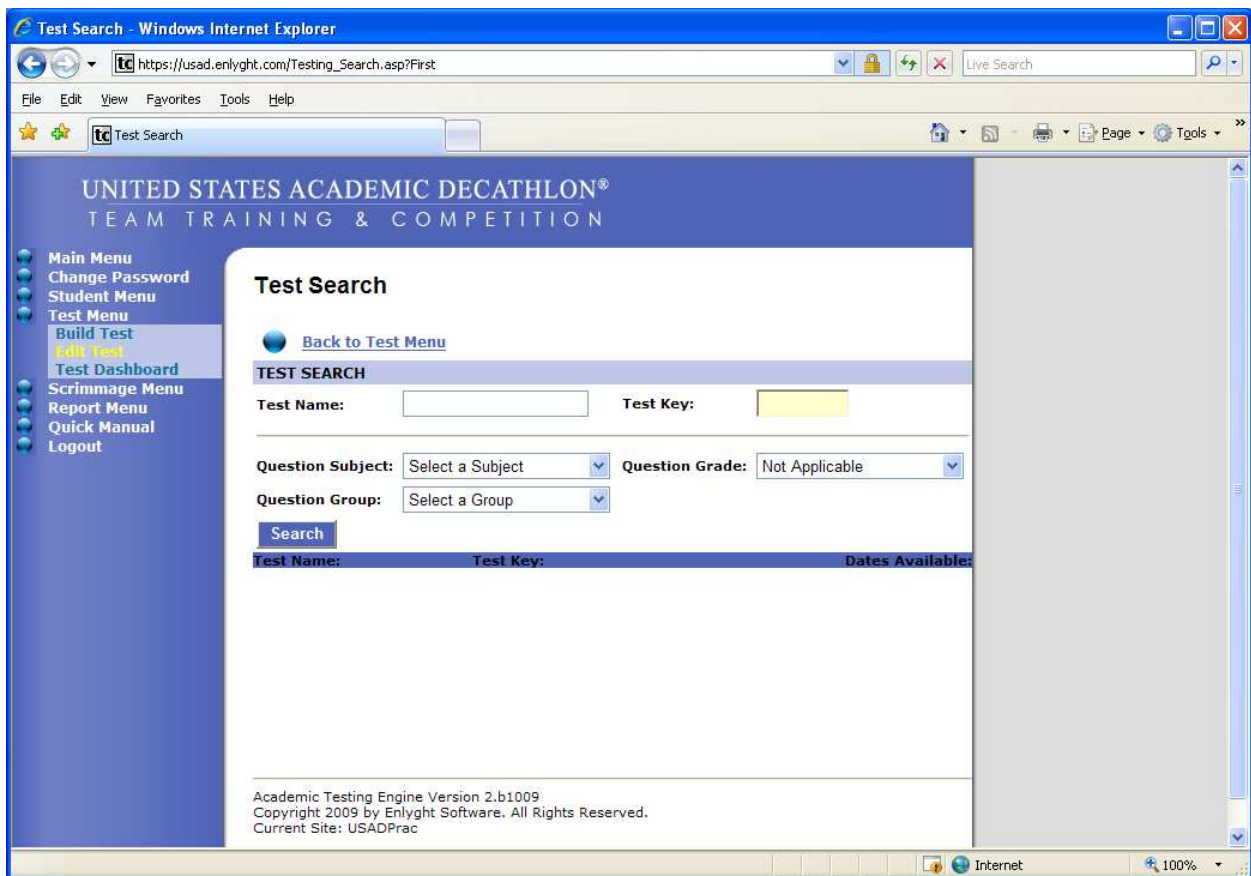 Test Search - Windows Internet Explorer
tc https://usad.enlyght.com/Testing_Search.asp?First Live Search
File Edit View Favorites Tools Help
tc Test Search Page Tools »
UNITED STATES ACADEMIC DECATHLON®
TEAM TRAINING & COMPETITION
Main Menu
Change Password
Student Menu
Test Menu
Build Test
Edit Test
Test Dashboard
Scrimmage Menu
Report Menu
Quick Manual
Logout
Test Search
Back to Test Menu
TEST SEARCH
Test Name: Test Key:
Question Subject: Select a Subject Question Grade: Not Applicable
Question Group: Select a Group
Search
Test Name: Test Key: Dates Available:
Academic Testing Engine Version 2.b1009
Copyright 2009 by Enlyght Software. All Rights Reserved.
Current Site: USADPrac
Internet 100%